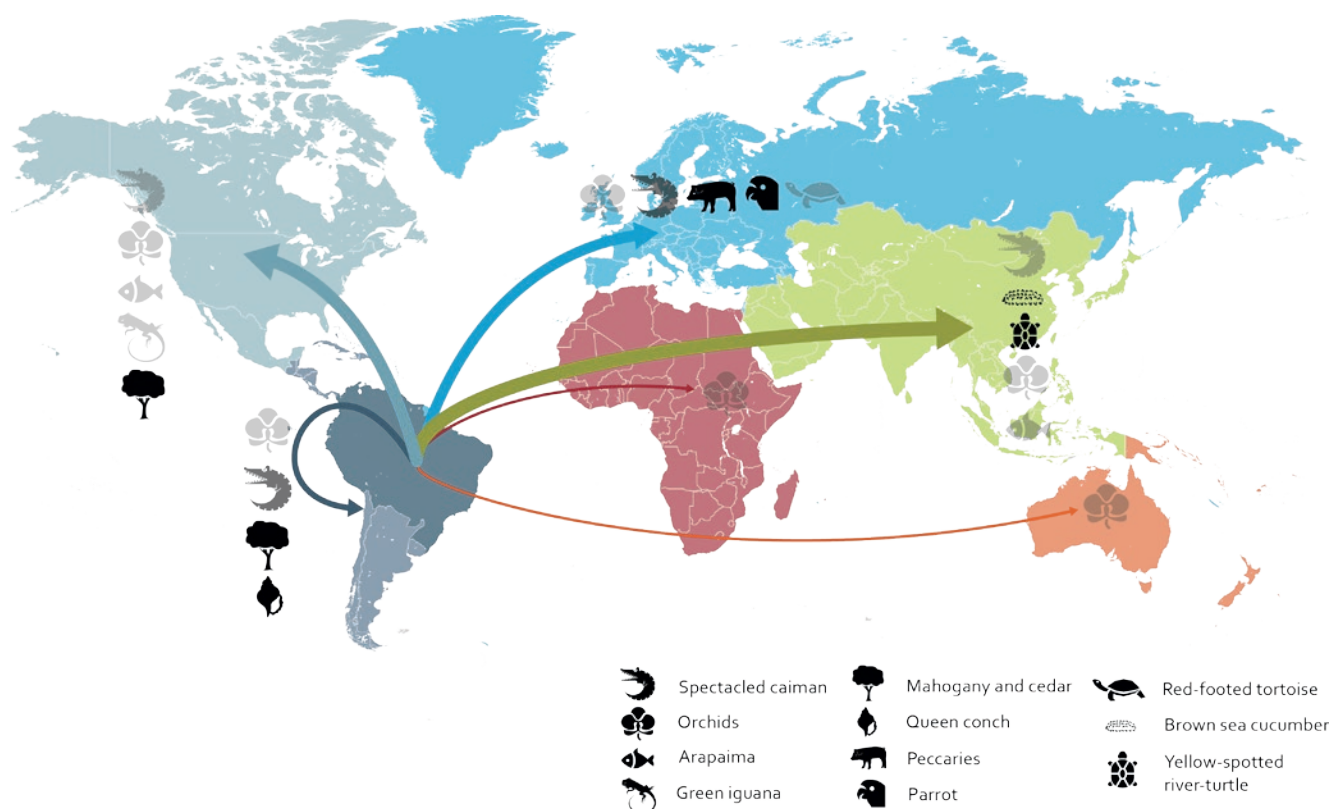 Spectacled caiman
Orchids
Arapaima
Green iguana
Mahogany and cedar
Queen conch
Peccaries
Parrot
Red-footed tortoise
Brown sea cucumber
Yellow-spotted
river-turtle